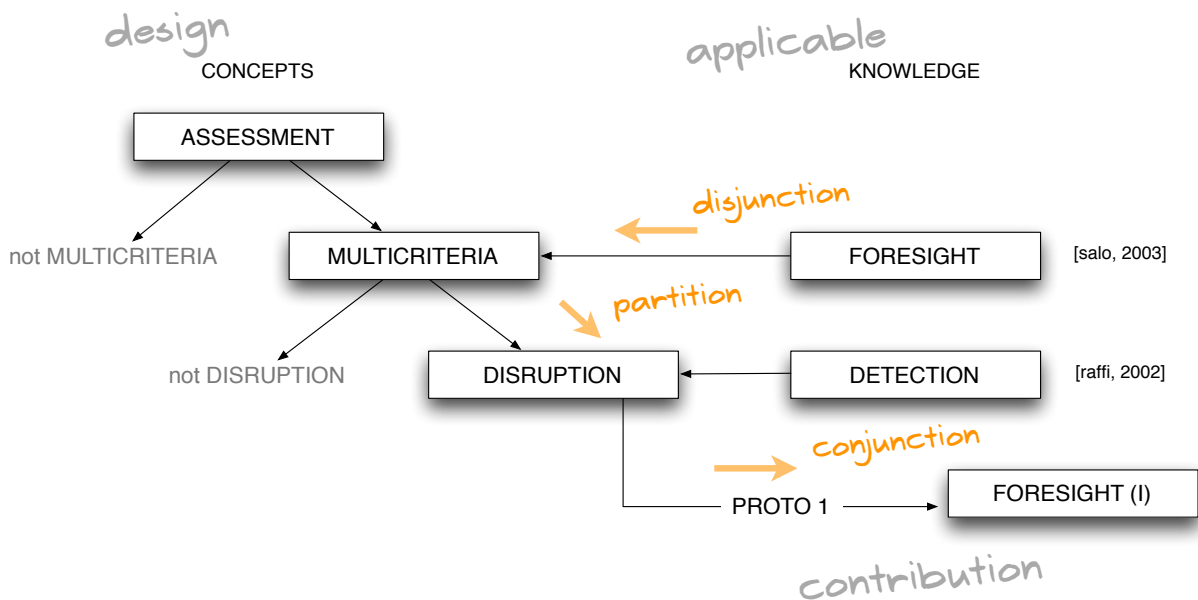 design
applicable
CONCEPTS
KNOWLEDGE
ASSESSMENT
disjunction
not MULTICRITERIA
MULTICRITERIA
FORESIGHT
[salo, 2003]
partition
not DISRUPTION
DISRUPTION
DETECTION
[raffi, 2002]
conjunction
PROTO 1
FORESIGHT (I)
contribution